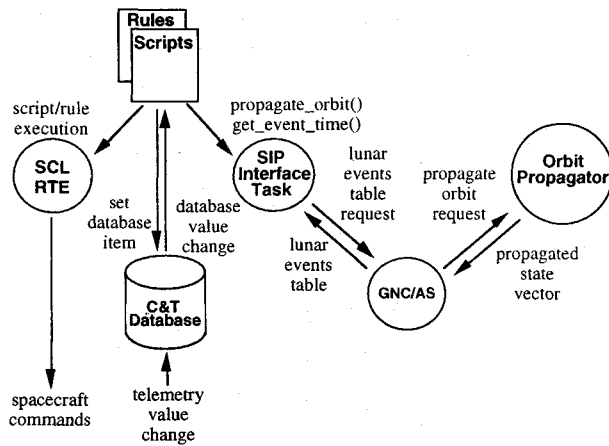 Rules
Scripts
script/rule
execution
propagate_orbit()
get_event_time()
SCL
RTE
SIP
Interface
Task
lunar
events
table
request
propagate
orbit
request
Orbit
Propagator
set
database
item
database
value
change
lunar
events
table
GNC/AS
propagated
state
vector
C&T
Database
spacecraft
commands
telemetry
value
change